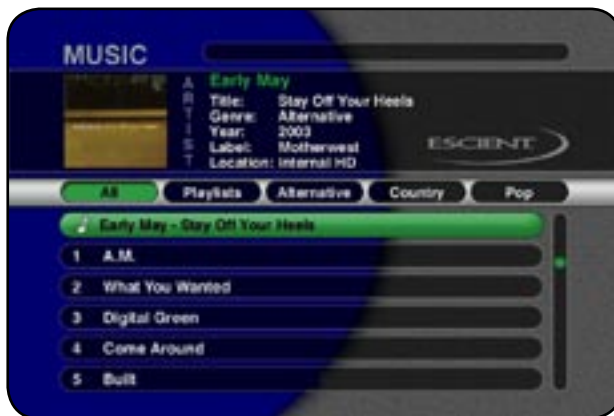 MUSIC
ARTIST
Early May
Title: Stay Off Your Heels
Genre: Alternative
Year: 2003
Label: Motherwest
Location: Internal HD
ESCIENT
All Playlists Alternative Country Pop
Early May - Stay Off Your Heels
1 A.M.
2 What You Wanted
3 Digital Green
4 Come Around
5 Built